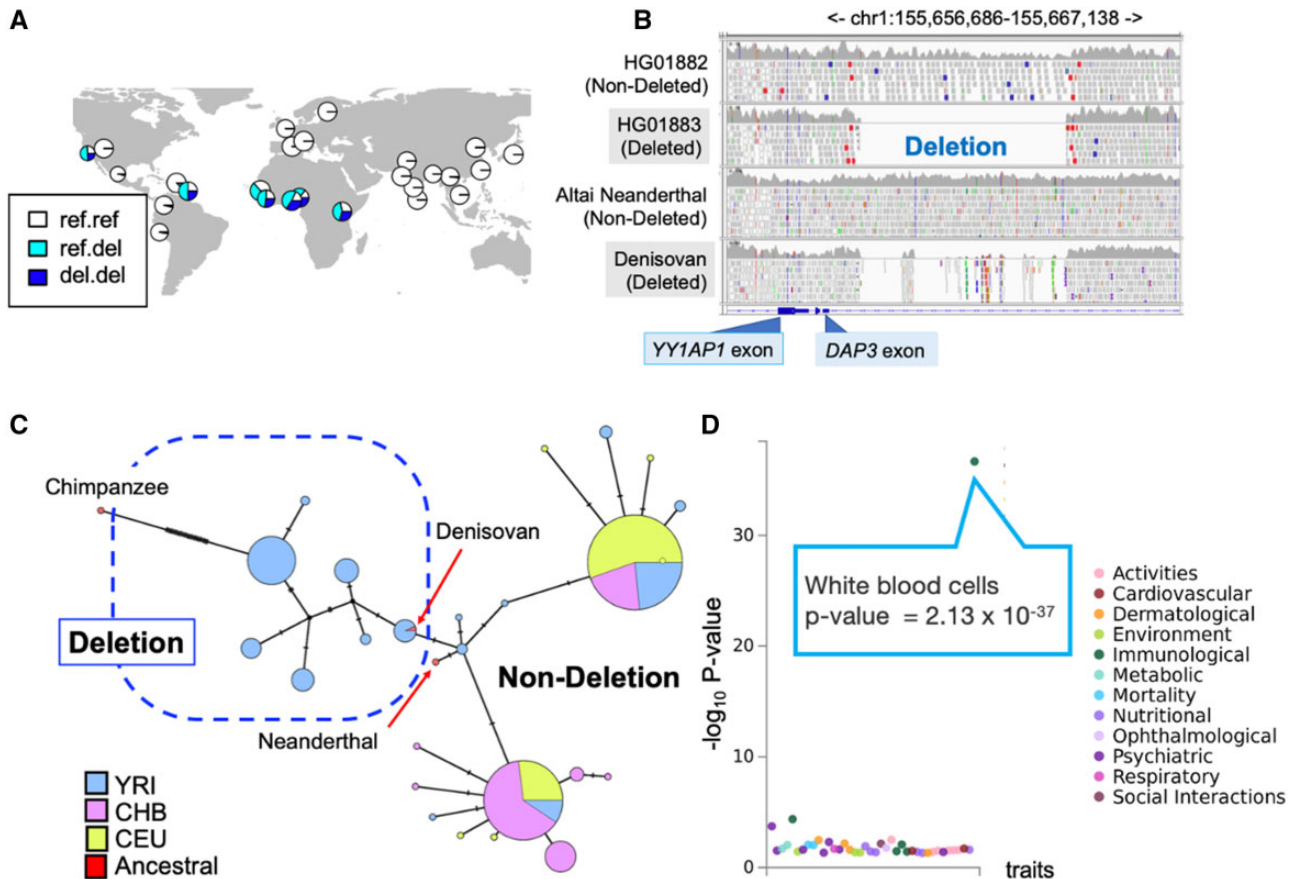 A
ref.ref
ref.del
del.del
B
<- chr1:155,656,686-155,667,138 ->
HG01882
(Non-Deleted)
HG01883
(Deleted)
Deletion
Altai Neanderthal
(Non-Deleted)
Denisovan
(Deleted)
YY1AP1 exon
DAP3 exon
C
Chimpanzee
Denisovan
Deletion
Non-Deletion
Neanderthal
YRI
CHB
CEU
Ancestral
D
-log₁₀ P-value
30
20
10
0
White blood cells
p-value = 2.13 x 10⁻³⁷
traits
Activities
Cardiovascular
Dermatological
Environment
Immunological
Metabolic
Mortality
Nutritional
Ophthalmological
Psychiatric
Respiratory
Social Interactions